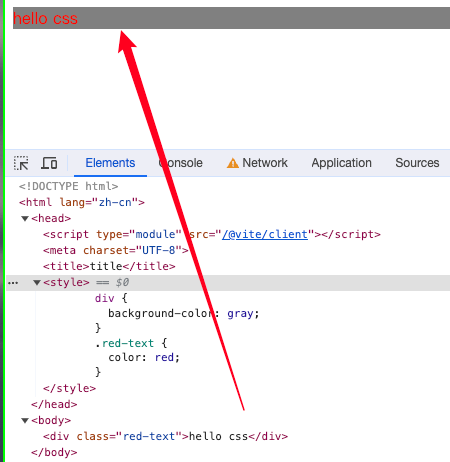 hello css
Elements Console Network Application Sources
<!DOCTYPE html>
<html lang="zh-cn">
<head>
<script type="module" src="/@vite/client"></script>
<meta charset="UTF-8">
<title>title</title>
<style> == $0
div {
background-color: gray;
}
.red-text {
color: red;
}
</style>
</head>
<body>
<div class="red-text">hello css</div>
</body>